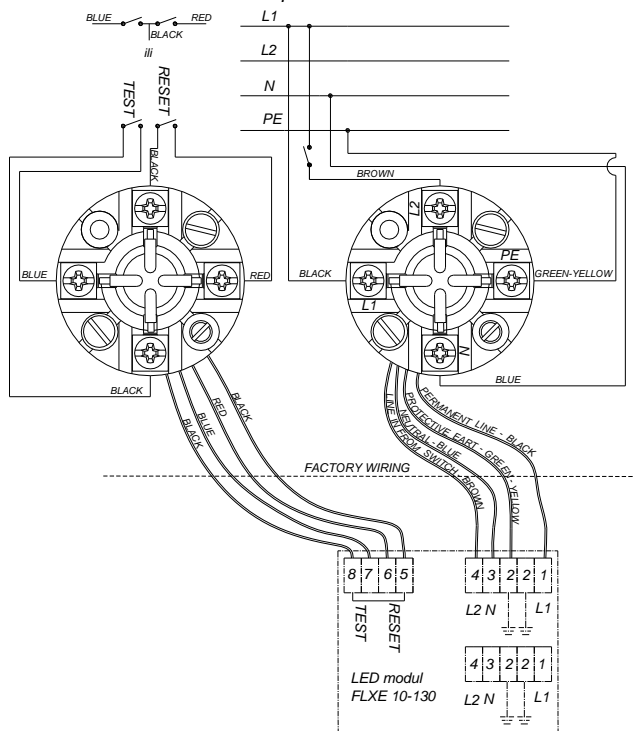 BLUE RED
BLACK
ili
TEST
RESET
BLACK
L1
L2
N
PE
BROWN
BLUE
RED
BLACK
BLACK
L2
PE
L1
N
GREEN-YELLOW
BLUE
BLACK
BLUE
RED
BLACK
LINE IN FROM SWITCH - BROWN
NEUTRAL - BLUE
PROTECTIVE EART - GREEN - YELLOW
PERMANENT LINE - BLACK
FACTORY WIRING
8 7 6 5
TEST
RESET
4 3 2 2 1
L2 N L1
4 3 2 2 1
L2 N L1
LED modul
FLXE 10-130